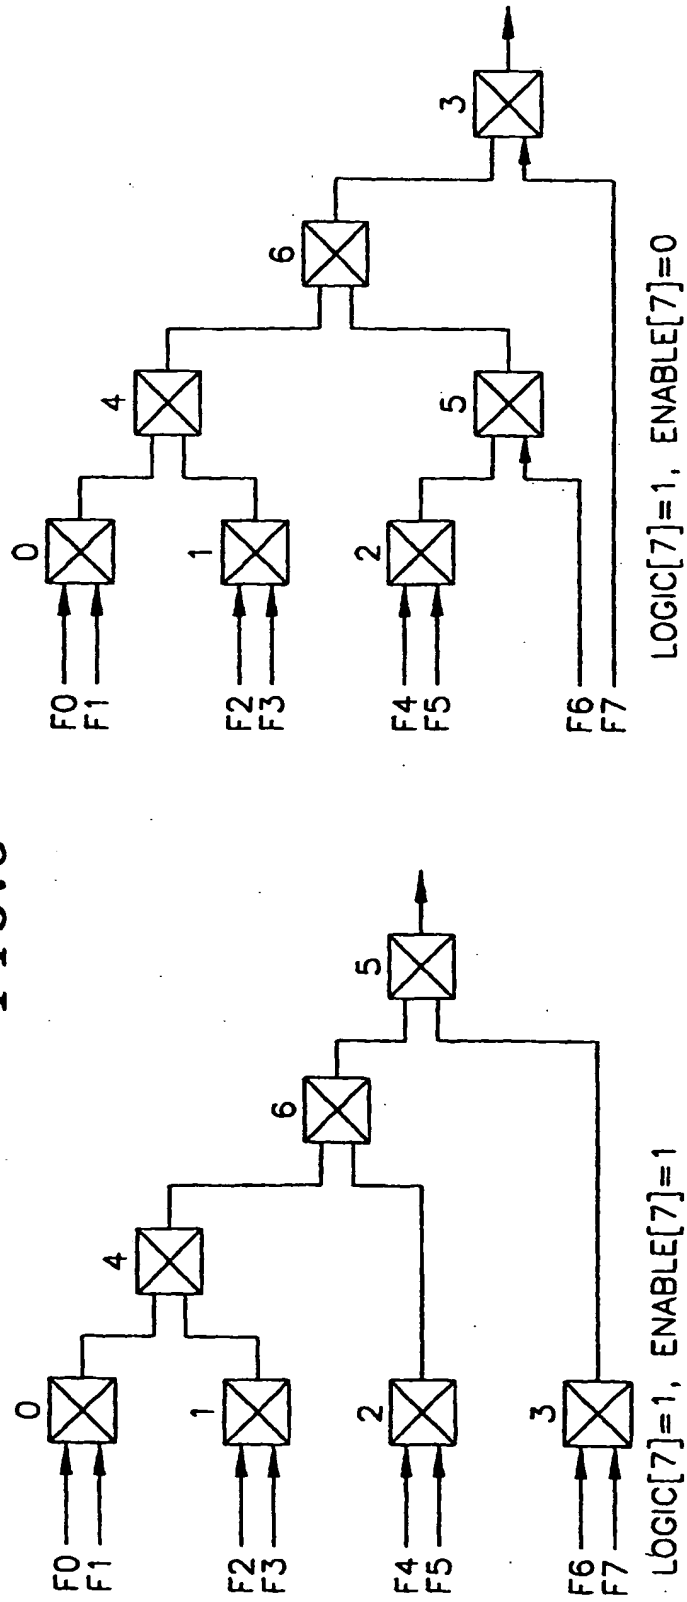 F0
F1
F2
F3
F4
F5
F6
F7
0
1
2
3
4
6
5
LOGIC[7]=1, ENABLE[7]=1
F0
F1
F2
F3
F4
F5
F6
F7
0
1
2
4
5
6
3
LOGIC[7]=1, ENABLE[7]=0